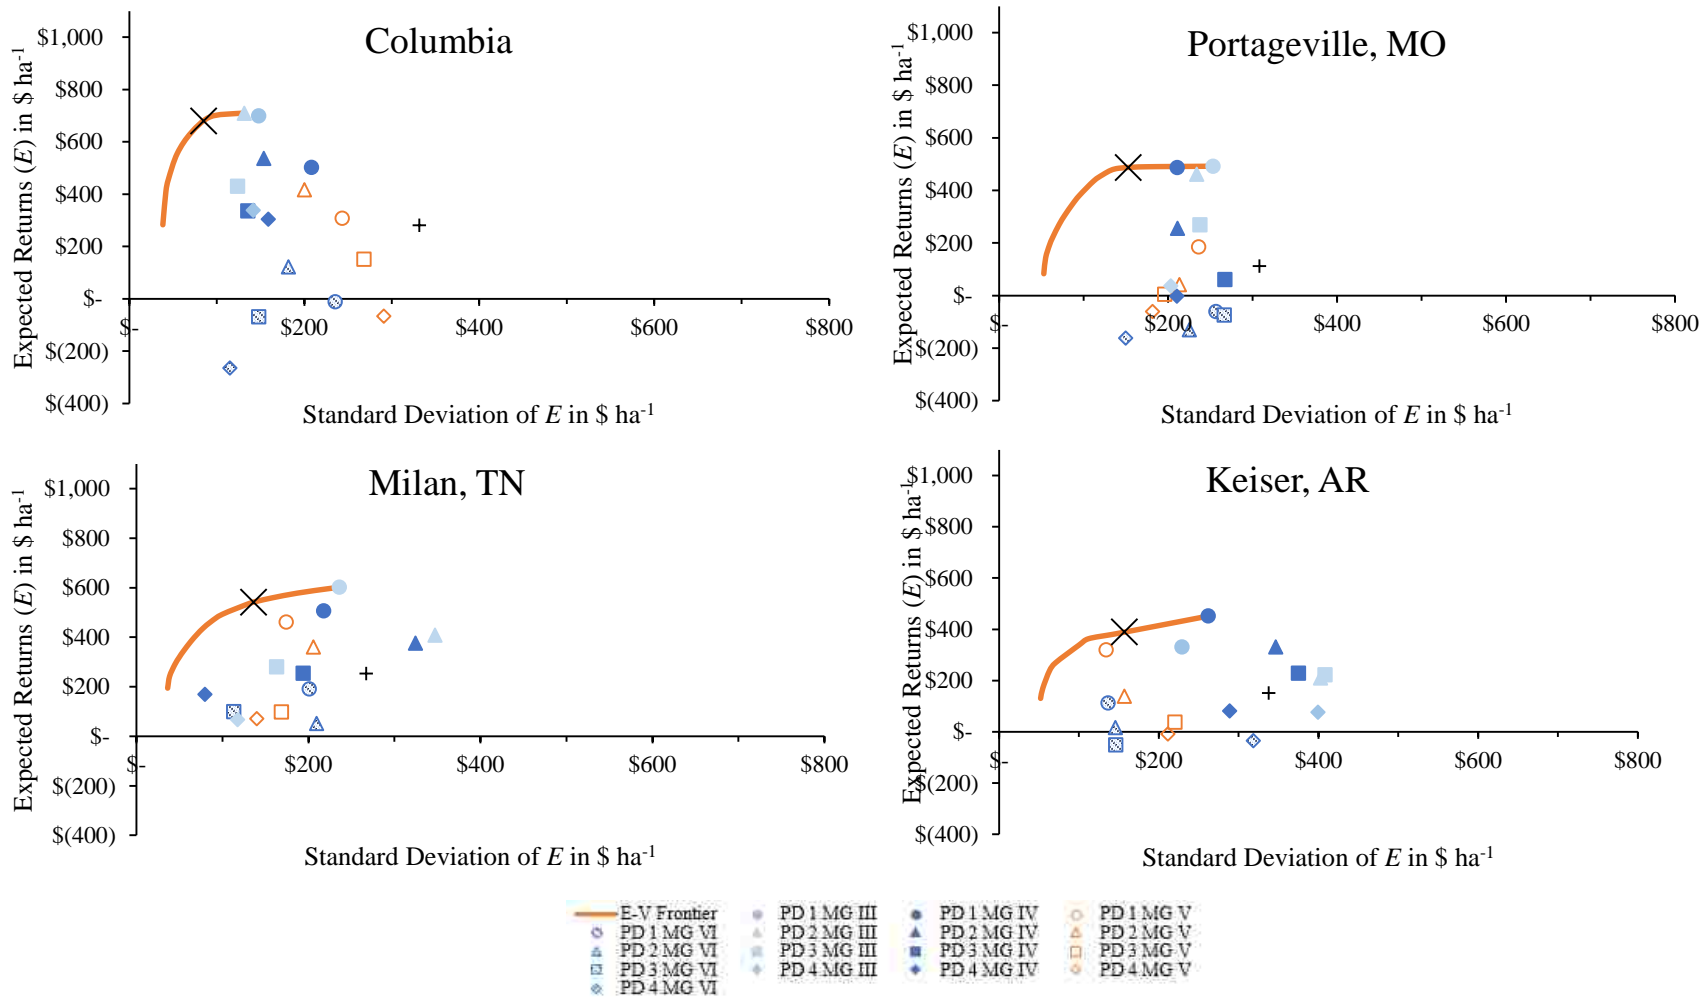 Columbia
Expected Returns (E) in $ ha-1
$1,000
$800
$600
$400
$200
$-
$(200)
$(400)
$- $200 $400 $600 $800
Standard Deviation of E in $ ha-1
Portageville, MO
Expected Returns (E) in $ ha-1
$1,000
$800
$600
$400
$200
$-
$(200)
$(400)
$- $200 $400 $600 $800
Standard Deviation of E in $ ha-1
Milan, TN
Expected Returns (E) in $ ha-1
$1,000
$800
$600
$400
$200
$-
$(200)
$(400)
$- $200 $400 $600 $800
Standard Deviation of E in $ ha-1
Keiser, AR
Expected Returns (E) in $ ha-1
$1,000
$800
$600
$400
$200
$-
$(200)
$(400)
$- $200 $400 $600 $800
Standard Deviation of E in $ ha-1
E-V Frontier PD 1 MG III PD 1 MG IV PD 1 MG V
PD 1 MG VI PD 2 MG III PD 2 MG IV PD 2 MG V
PD 2 MG VI PD 3 MG III PD 3 MG IV PD 3 MG V
PD 3 MG VI PD 4 MG III PD 4 MG IV PD 4 MG V
PD 4 MG VI